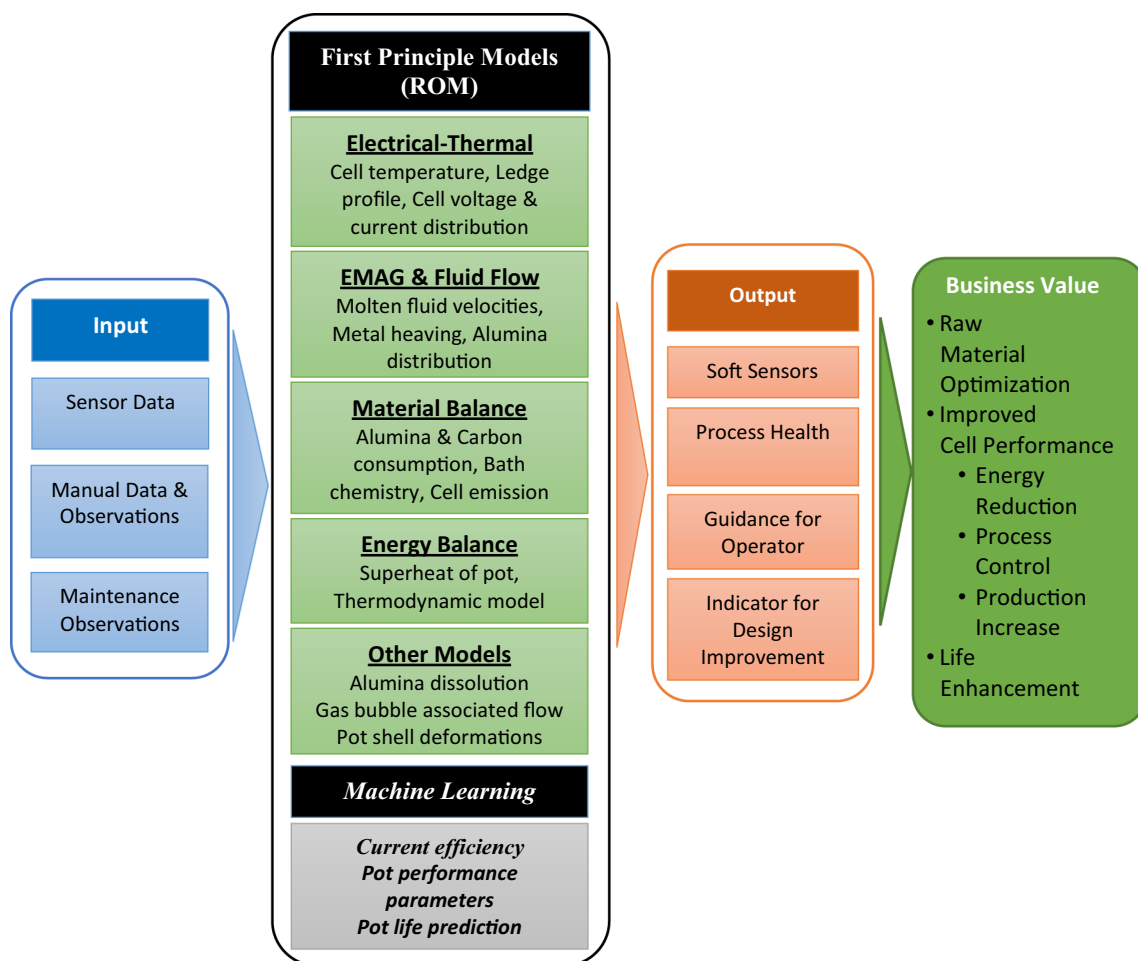 Input
Sensor Data
Manual Data &
Observations
Maintenance
Observations
First Principle Models
(ROM)
Electrical-Thermal
Cell temperature, Ledge
profile, Cell voltage &
current distribution
EMAG & Fluid Flow
Molten fluid velocities,
Metal heaving, Alumina
distribution
Material Balance
Alumina & Carbon
consumption, Bath
chemistry, Cell emission
Energy Balance
Superheat of pot,
Thermodynamic model
Other Models
Alumina dissolution
Gas bubble associated flow
Pot shell deformations
Machine Learning
Current efficiency
Pot performance
parameters
Pot life prediction
Output
Soft Sensors
Process Health
Guidance for
Operator
Indicator for
Design
Improvement
Business Value
• Raw
Material
Optimization
• Improved
Cell Performance
• Energy
Reduction
• Process
Control
• Production
Increase
• Life
Enhancement